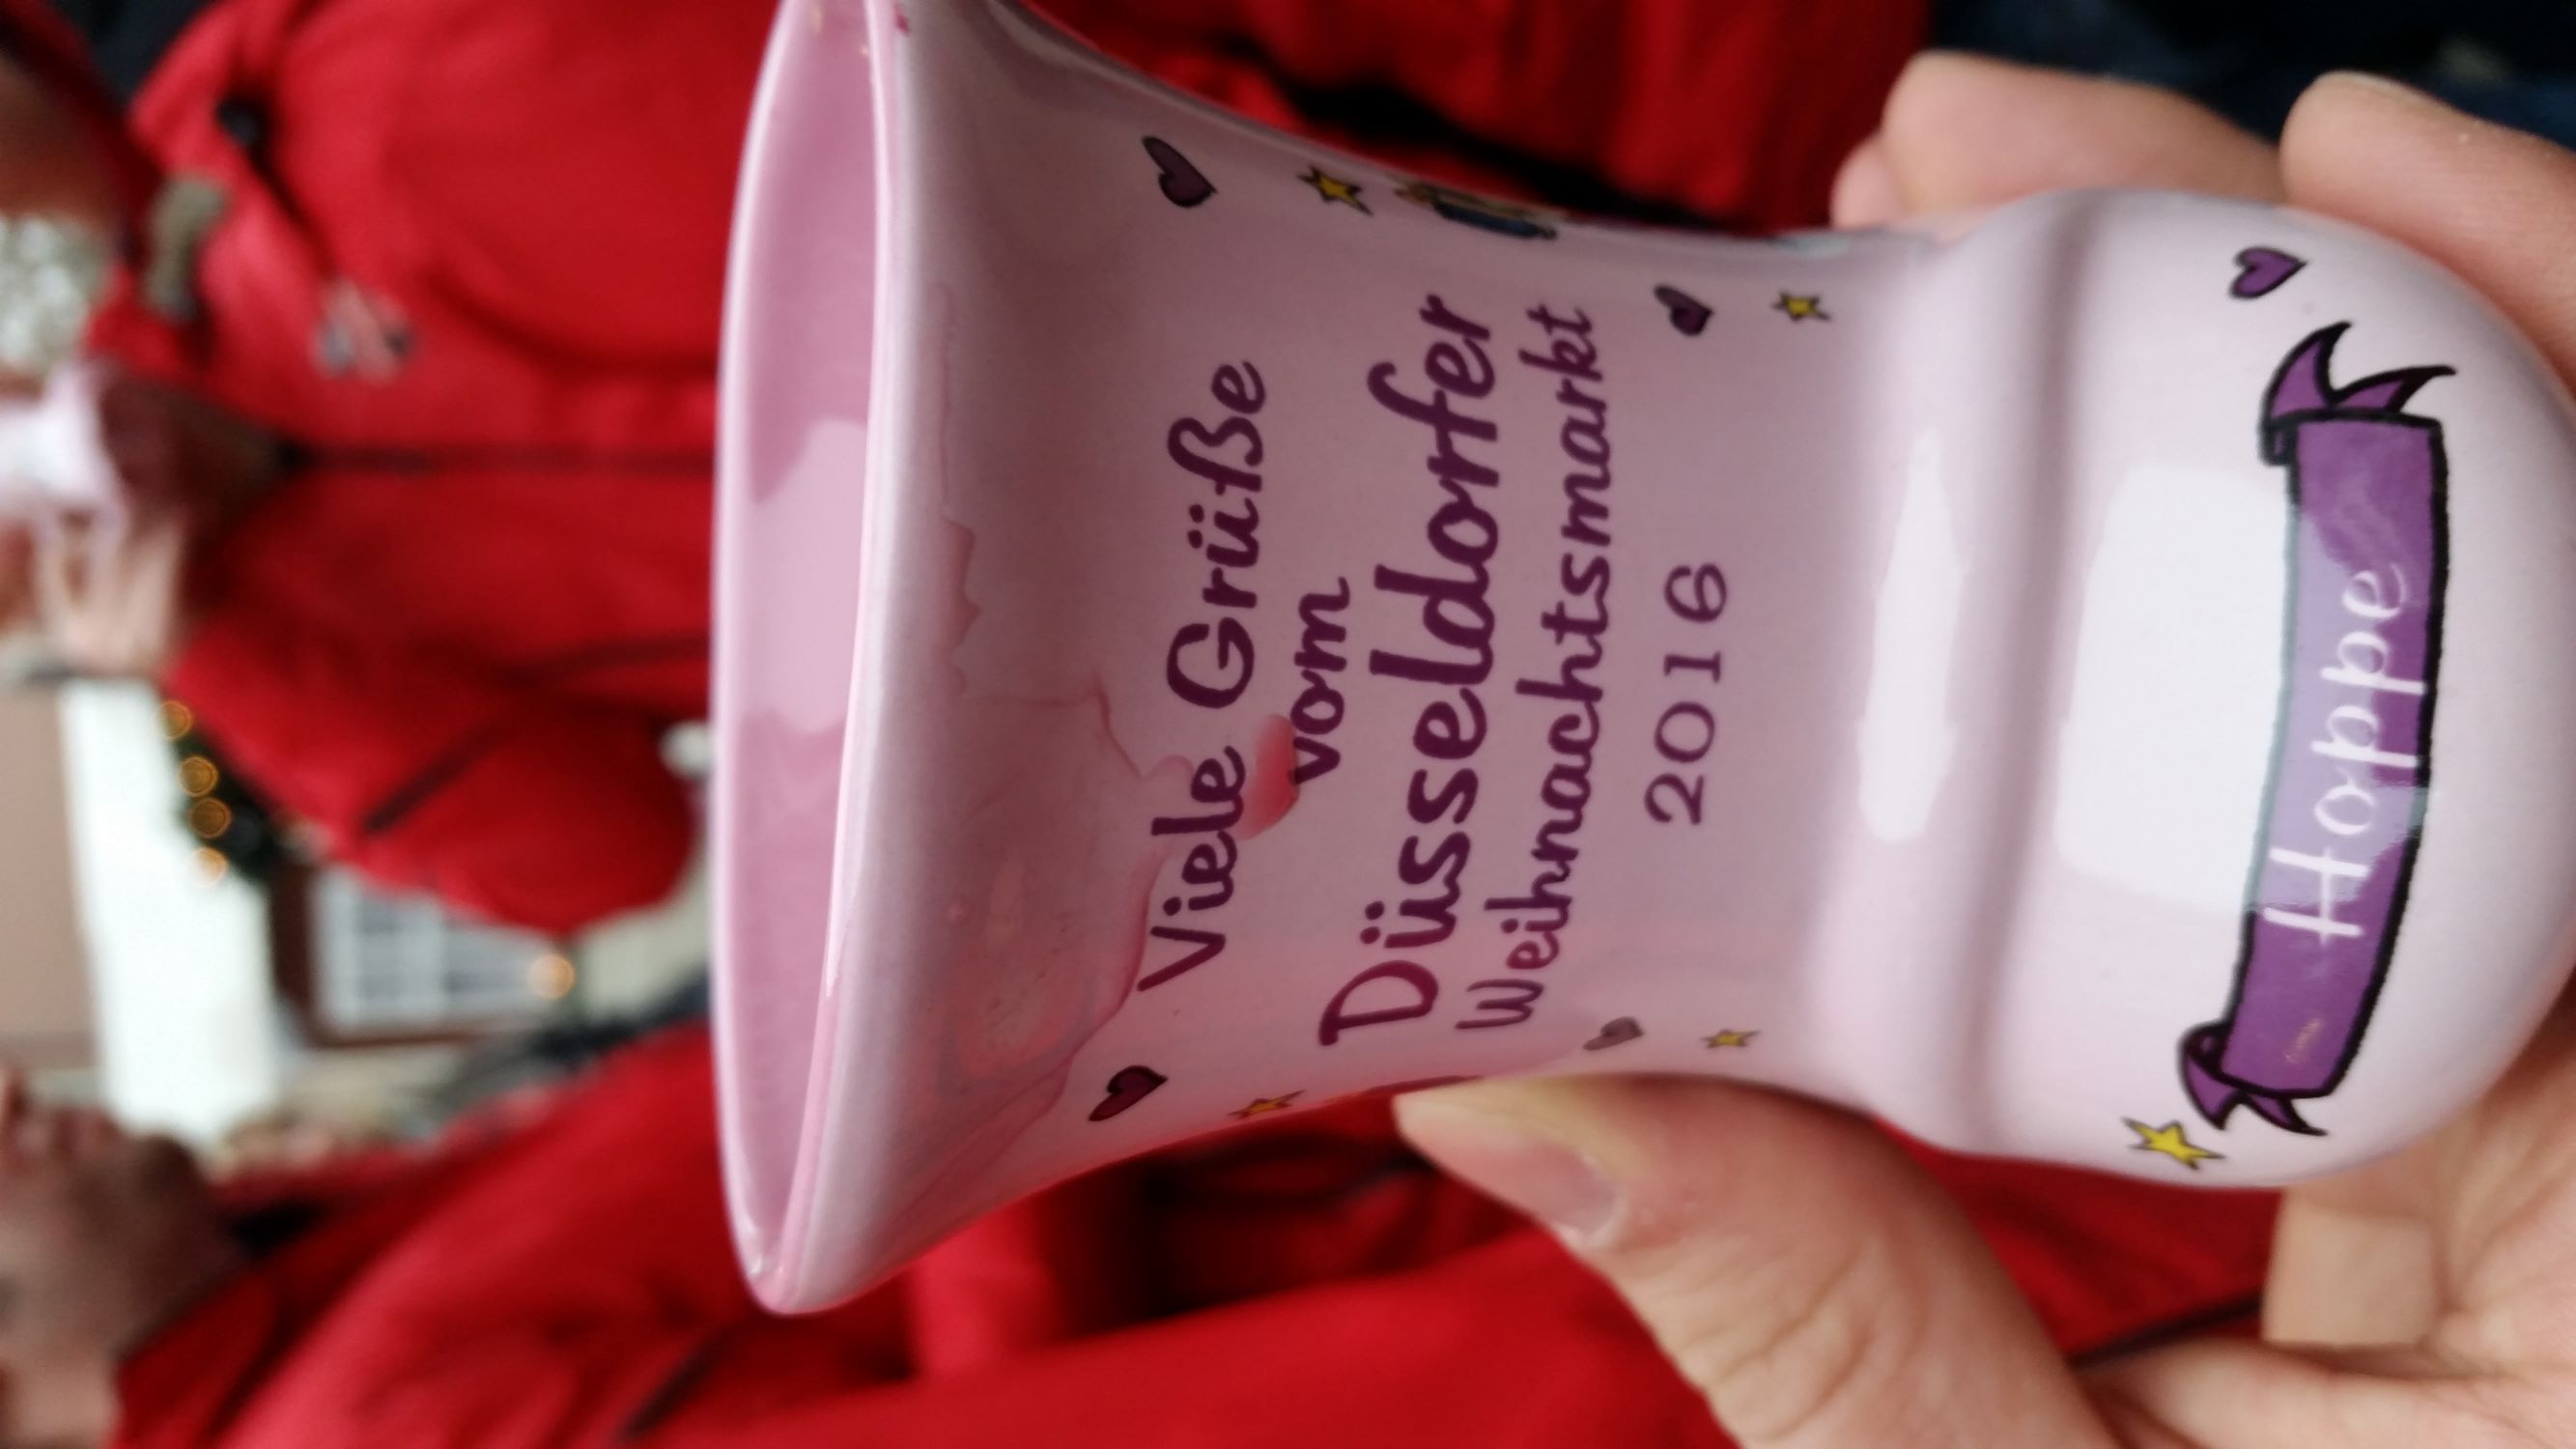 Viele Grüße
vom
Düsseldorfer
Weihnachtsmarkt
2016
Hoppe